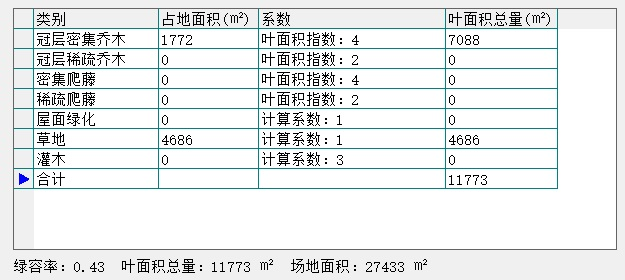 类别 占地面积(㎡) 系数 叶面积总量(㎡)
冠层密集乔木 1772 叶面积指数: 4 7088
冠层稀疏乔木 0 叶面积指数: 2 0
密集爬藤 0 叶面积指数: 4 0
稀疏爬藤 0 叶面积指数: 2 0
屋面绿化 0 计算系数: 1 0
草地 4686 计算系数: 1 4686
灌木 0 计算系数: 3 0
合计 11773
绿容率: 0.43 叶面积总量: 11773 ㎡ 场地面积: 27433 ㎡